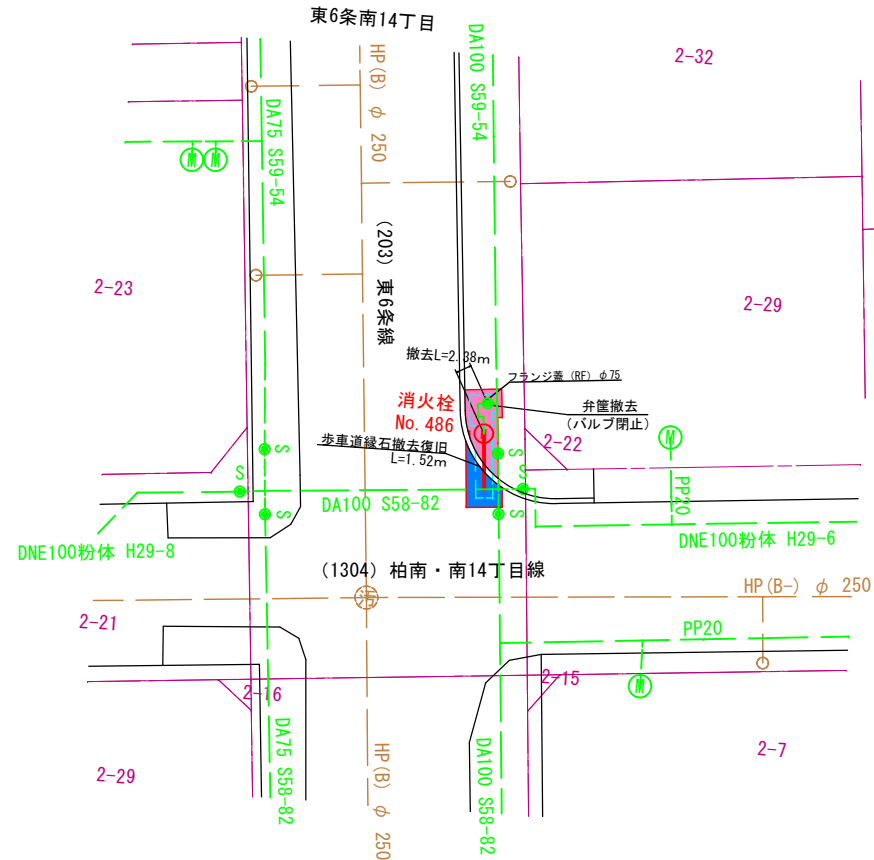 東6条南14丁目
HP(B) φ 250
DA100 S59-54
2-32
DA75 S59-54
M
M
(203) 東6条線
2-23
2-29
撤去L=2.38m
フランジ蓋 (RF) φ75
消火栓
No.486
弁筐撤去
(バルブ閉止)
歩車道縁石撤去復旧
L=1.52m
2-22
M
S
S
S
S
PP20
DA100 S58-82
S
S
DNE100粉体 H29-8
DNE100粉体 H29-6
(1304) 柏南・南14丁目線
HP(B-) φ 250
汚
2-21
PP20
2-16
2-15
M
DA75 S58-82
HP(B) φ 250
DA100 S58-82
2-29
2-7